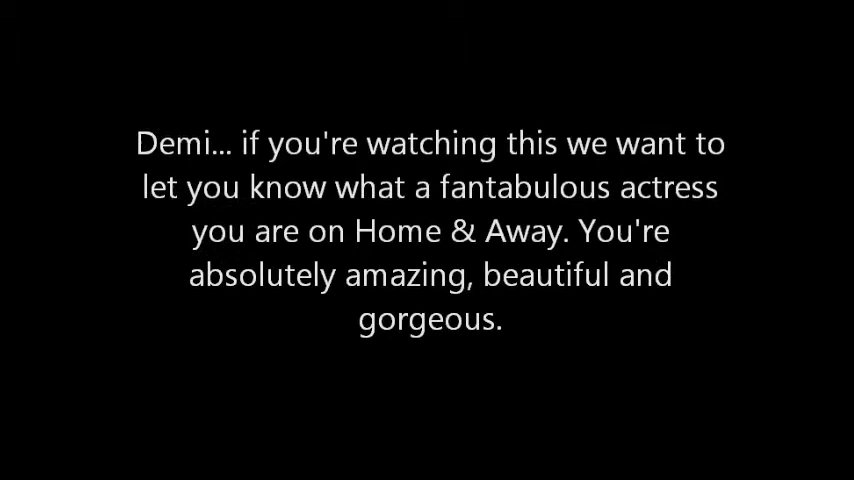 Demi... if you're watching this we want to
let you know what a fantabulous actress
you are on Home & Away. You're
absolutely amazing, beautiful and
gorgeous.